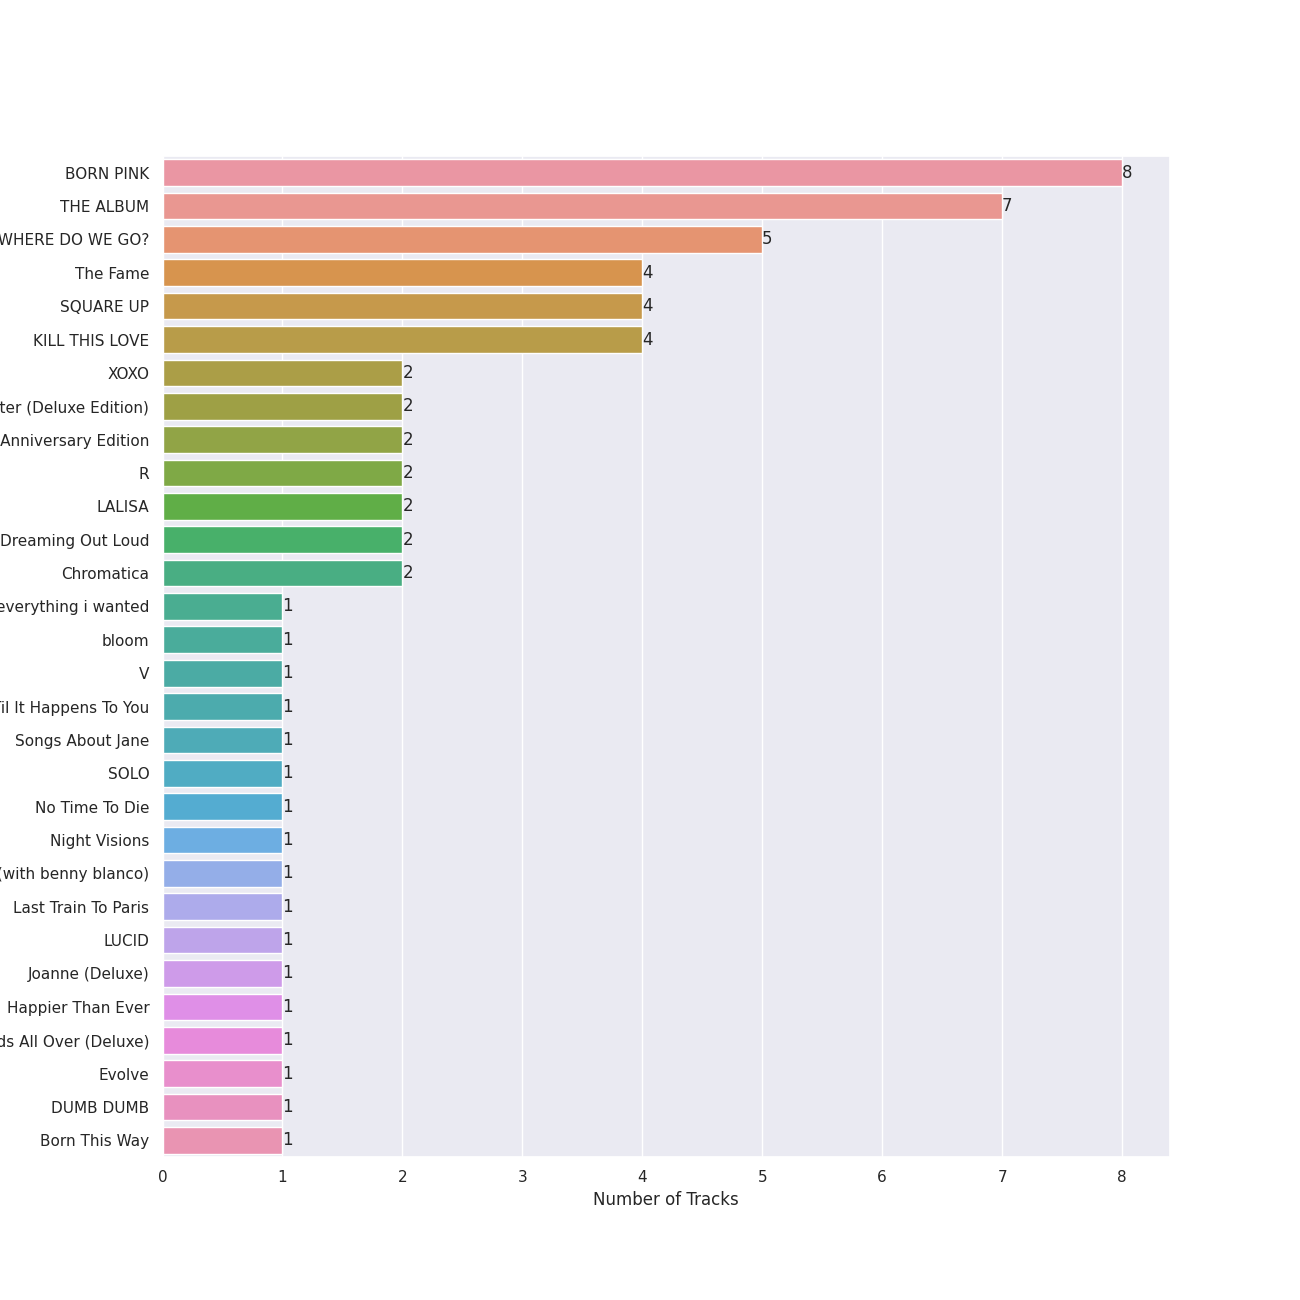 BORN PINK 8
THE ALBUM 7
WHERE DO WE GO? 5
The Fame 4
SQUARE UP 4
KILL THIS LOVE 4
XOXO 2
ter (Deluxe Edition) 2
Anniversary Edition 2
R 2
LALISA 2
Dreaming Out Loud 2
Chromatica 2
everything i wanted 1
bloom 1
V 1
il It Happens To You 1
Songs About Jane 1
SOLO 1
No Time To Die 1
Night Visions 1
(with benny blanco) 1
Last Train To Paris 1
LUCID 1
Joanne (Deluxe) 1
Happier Than Ever 1
ds All Over (Deluxe) 1
Evolve 1
DUMB DUMB 1
Born This Way 1
0 1 2 3 4 5 6 7 8
Number of Tracks